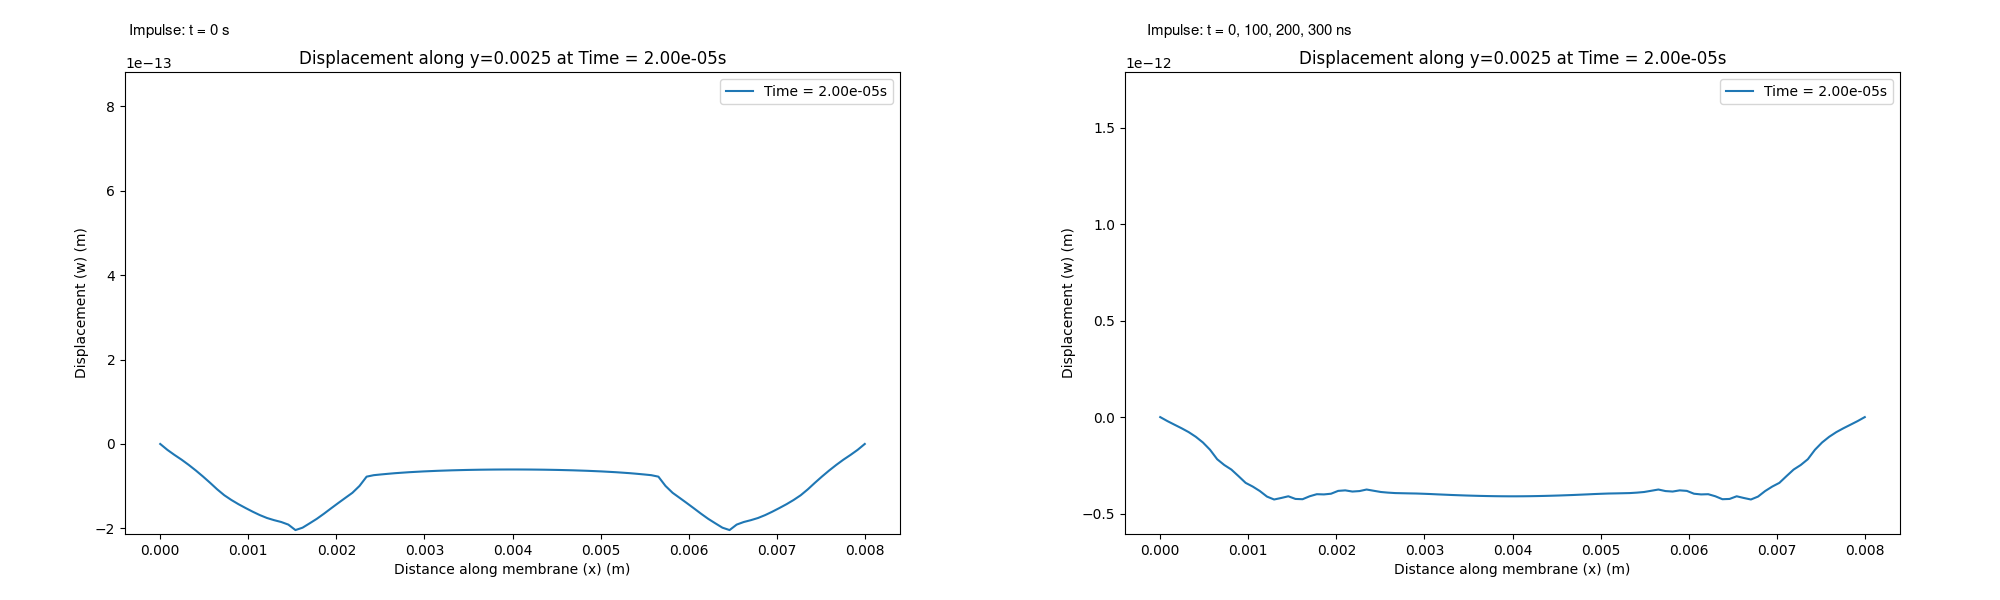 Impulse: t = 0 s
Displacement along y=0.0025 at Time = 2.00e-05s
1e−13
Time = 2.00e-05s
8
6
4
2
0
−2
Displacement (w) (m)
0.000 0.001 0.002 0.003 0.004 0.005 0.006 0.007 0.008
Distance along membrane (x) (m)
Impulse: t = 0, 100, 200, 300 ns
Displacement along y=0.0025 at Time = 2.00e-05s
1e−12
Time = 2.00e-05s
1.5
1.0
0.5
0.0
−0.5
Displacement (w) (m)
0.000 0.001 0.002 0.003 0.004 0.005 0.006 0.007 0.008
Distance along membrane (x) (m)